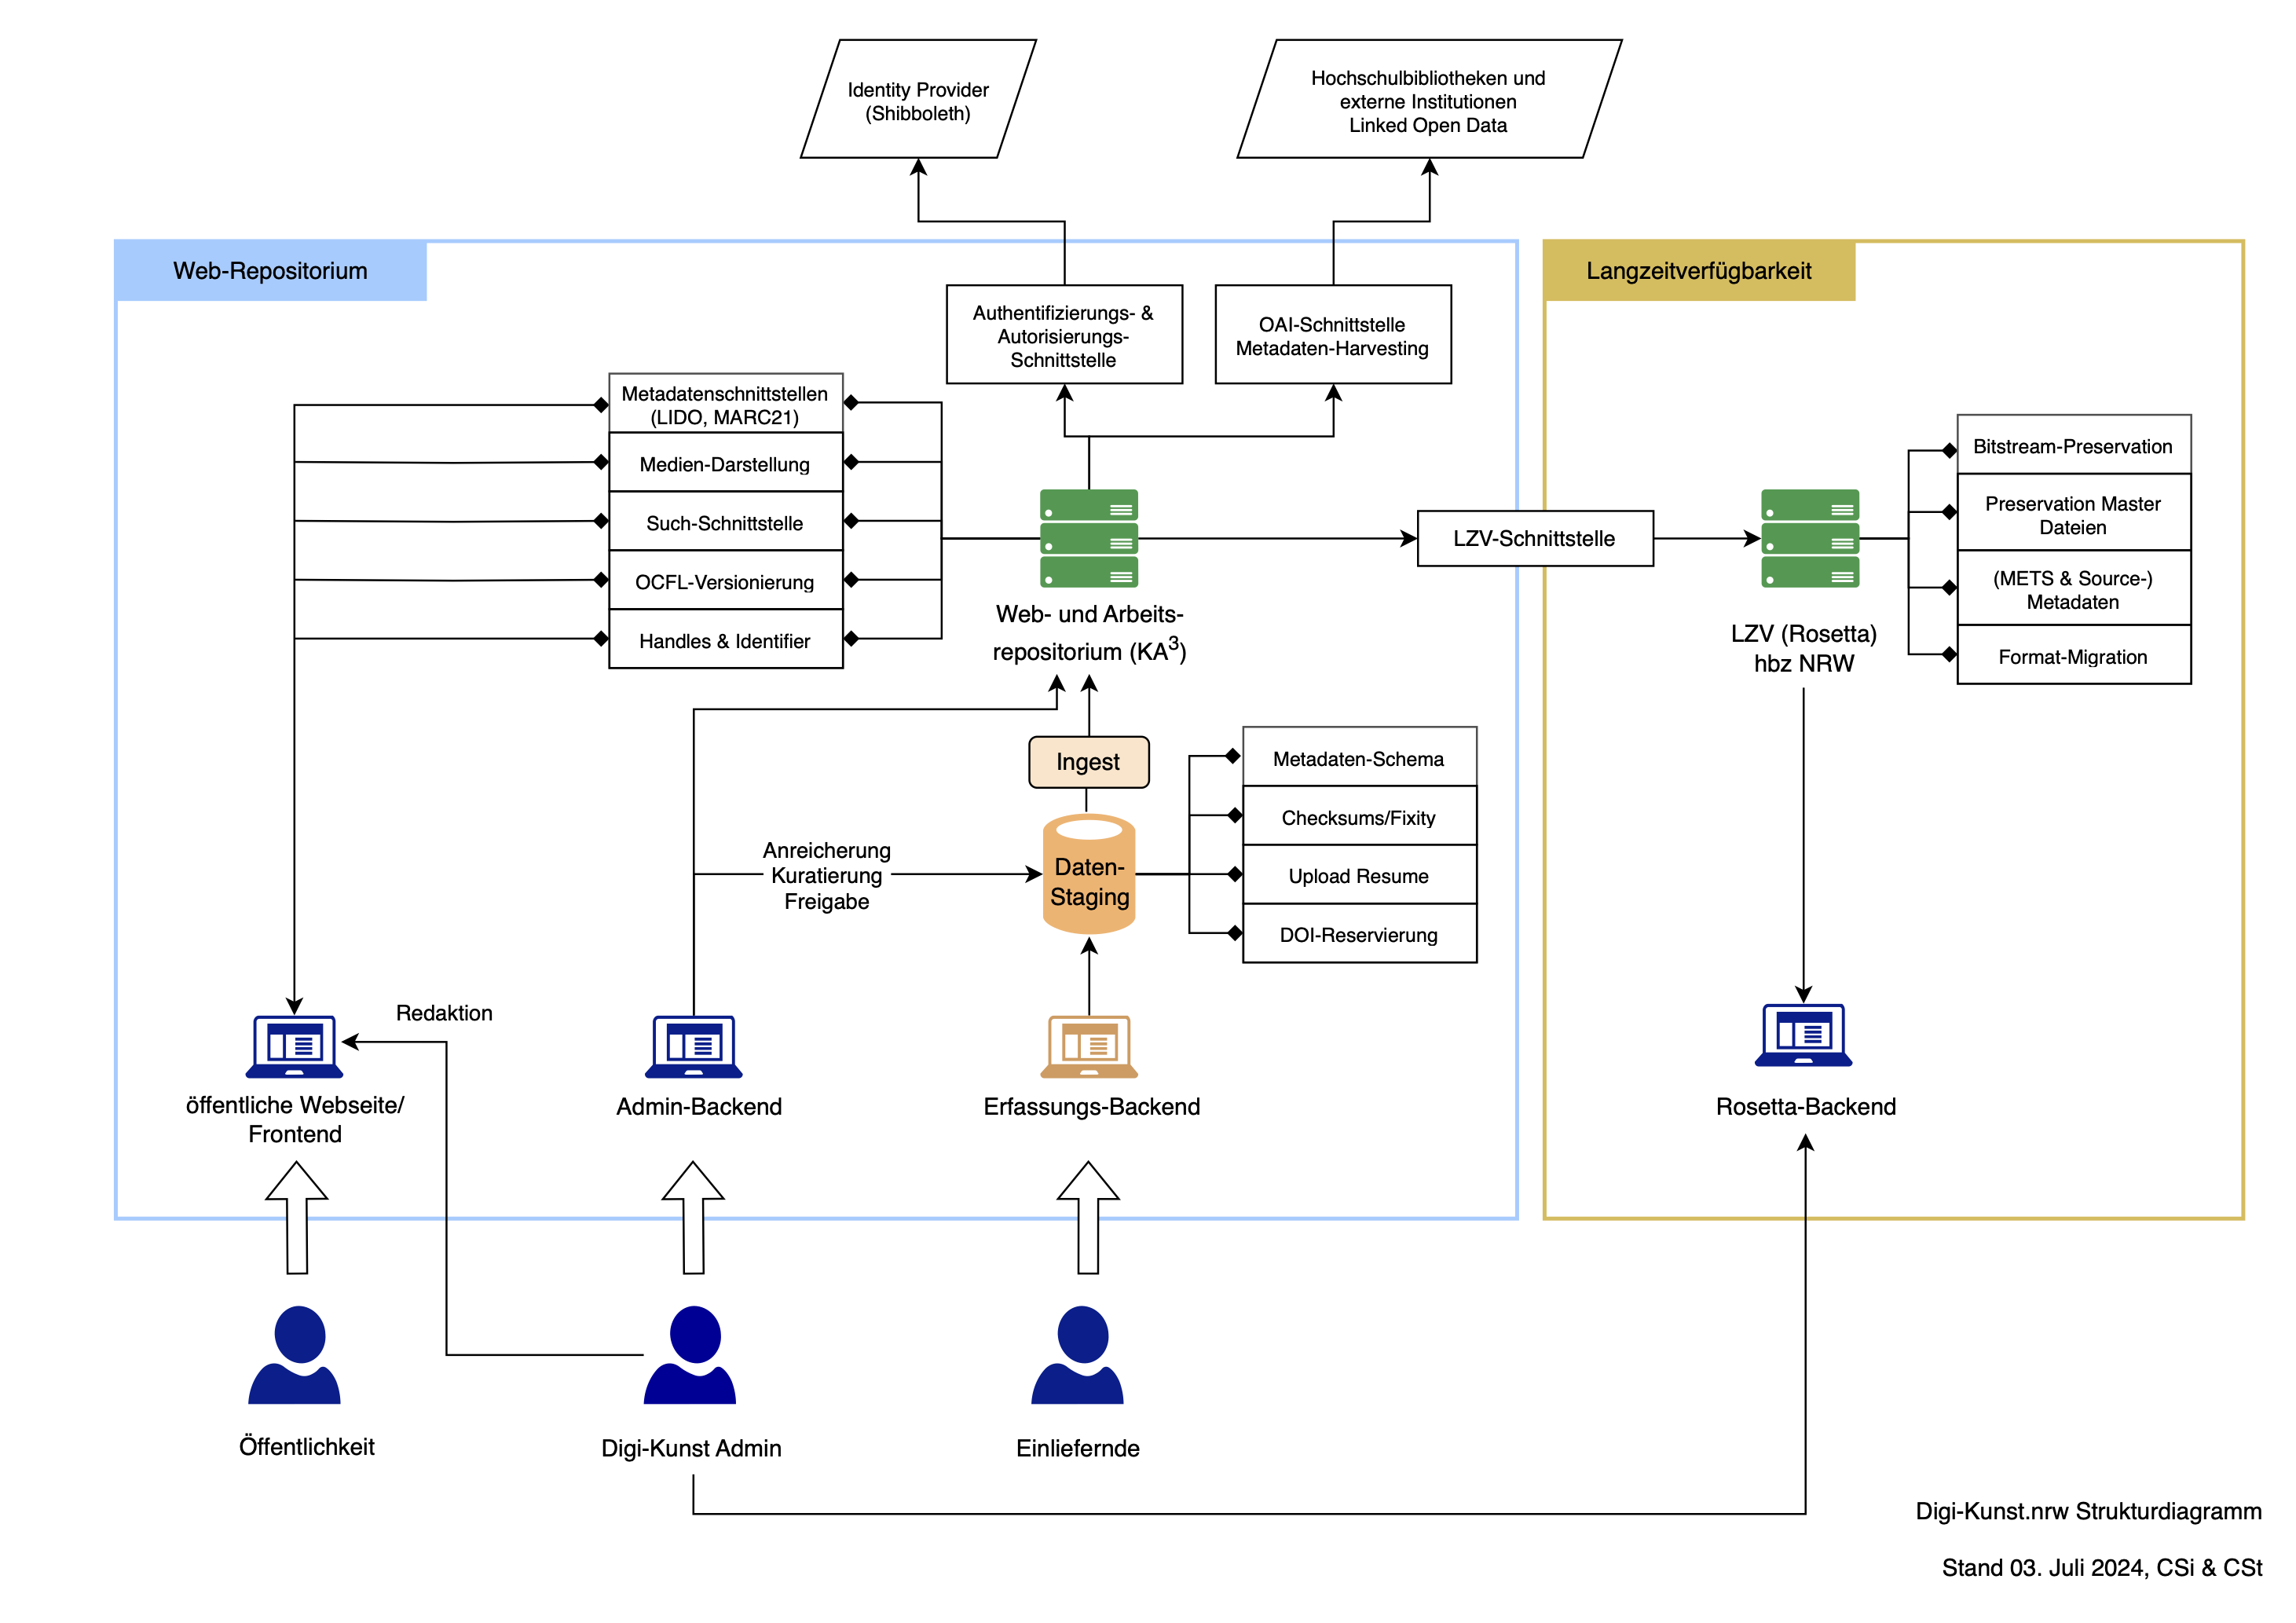 Identity Provider
(Shibboleth)
Hochschulbibliotheken und
externe Institutionen
Linked Open Data
Web-Repositorium
Langzeitverfügbarkeit
Authentifizierungs- &
Autorisierungs-
Schnittstelle
OAI-Schnittstelle
Metadaten-Harvesting
Metadatenschnittstellen
(LIDO, MARC21)
Medien-Darstellung
Such-Schnittstelle
OCFL-Versionierung
Handles & Identifier
Web- und Arbeits-
repositorium (KA³)
LZV-Schnittstelle
LZV (Rosetta)
hbz NRW
Bitstream-Preservation
Preservation Master
Dateien
(METS & Source-)
Metadaten
Format-Migration
Ingest
Daten-
Staging
Metadaten-Schema
Checksums/Fixity
Upload Resume
DOI-Reservierung
Anreicherung
Kuratierung
Freigabe
Redaktion
öffentliche Webseite/
Frontend
Admin-Backend
Erfassungs-Backend
Rosetta-Backend
Öffentlichkeit
Digi-Kunst Admin
Einliefernde
Digi-Kunst.nrw Strukturdiagramm
Stand 03. Juli 2024, CSi & CSt